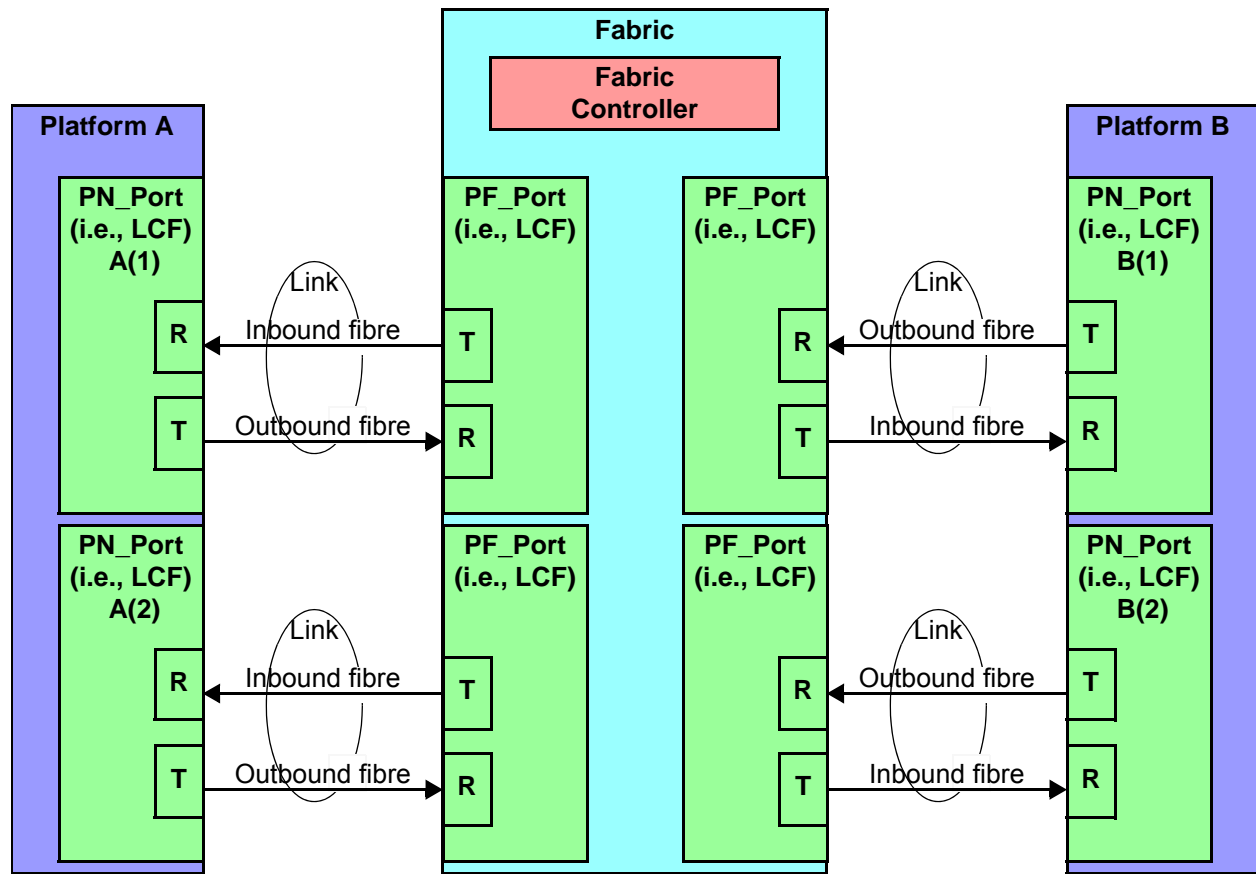 Fabric
Fabric
Controller
Platform A
Platform B
PN_Port
(i.e., LCF)
A(1)
PF_Port
(i.e., LCF)
PF_Port
(i.e., LCF)
PN_Port
(i.e., LCF)
B(1)
Link
Link
R
Inbound fibre
T
R
Outbound fibre
T
T
Outbound fibre
R
T
Inbound fibre
R
PN_Port
(i.e., LCF)
A(2)
PF_Port
(i.e., LCF)
PF_Port
(i.e., LCF)
PN_Port
(i.e., LCF)
B(2)
Link
Link
R
Inbound fibre
T
R
Outbound fibre
T
T
Outbound fibre
R
T
Inbound fibre
R